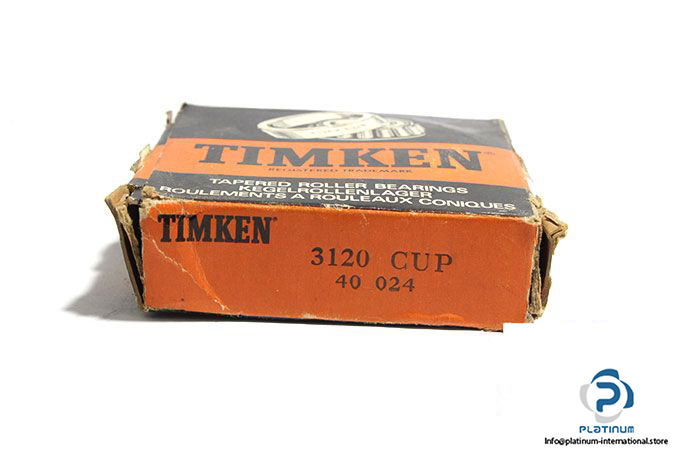 TIMKEN®
REGISTERED TRADEMARK
TAPERED ROLLER BEARINGS
KEGELROLLENLAGER
ROULEMENTS A ROULEAUX CONIQUES
TIMKEN®
3120 CUP
40 024
PLATINUM
info@platinum-international.store